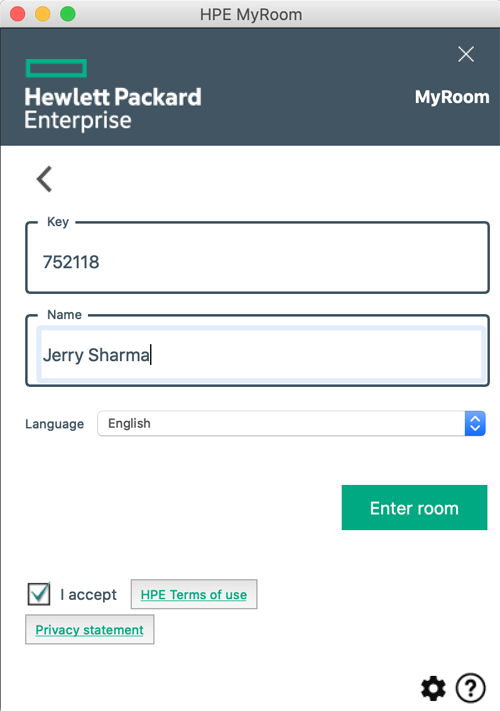 HPE MyRoom
Hewlett Packard
Enterprise
MyRoom
Key
752118
Name
Jerry Sharma
Language English
Enter room
I accept HPE Terms of use
Privacy statement
?